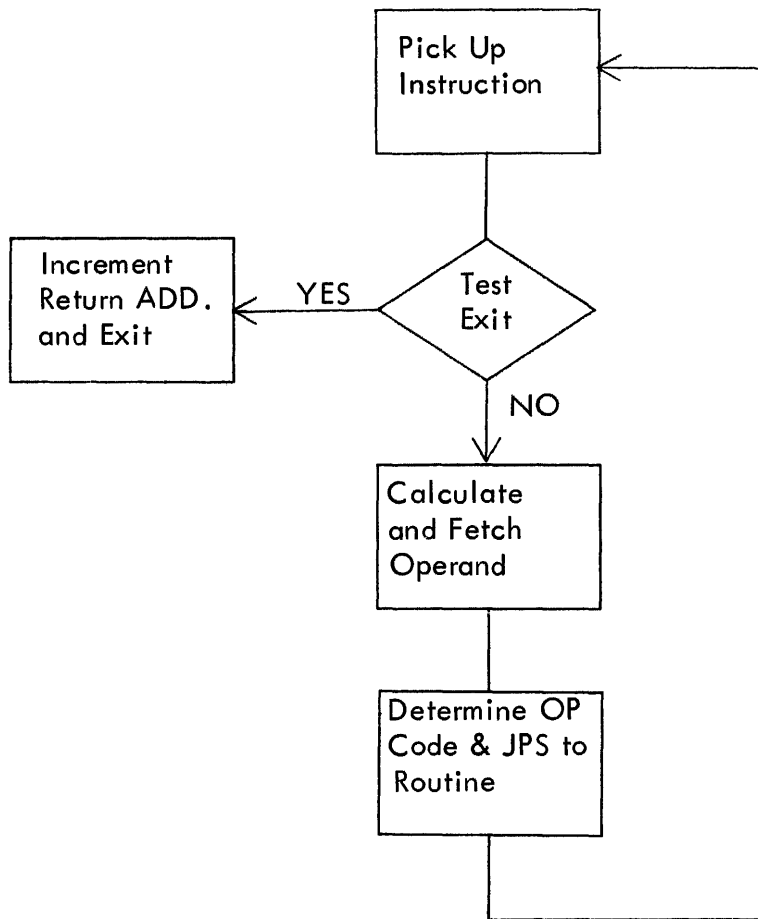 Pick Up
Instruction
Increment
Return ADD.
and Exit
YES
Test
Exit
NO
Calculate
and Fetch
Operand
Determine OP
Code & JPS to
Routine